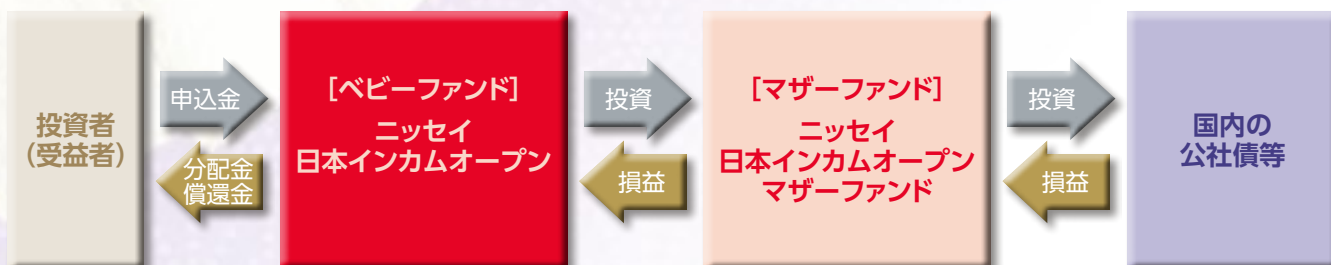 投資者
（受益者）
申込金
分配金
償還金
［ベビーファンド］
ニッセイ
日本インカムオープン
投資
損益
［マザーファンド］
ニッセイ
日本インカムオープン
マザーファンド
投資
損益
国内の
公社債等